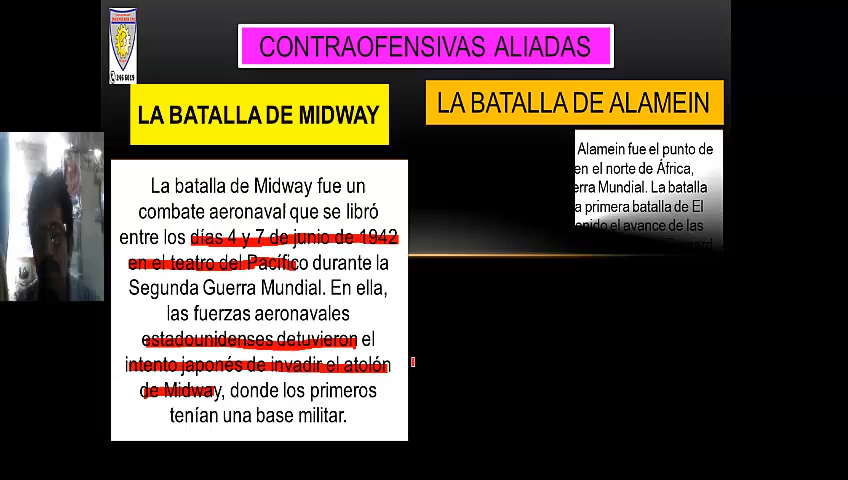 CONTRAOFENSIVAS ALIADAS
246 6019
LA BATALLA DE MIDWAY
LA BATALLA DE ALAMEIN
La batalla de Midway fue un
combate aeronaval que se libró
entre los días 4 y 7 de junio de 1942
en el teatro del Pacífico durante la
Segunda Guerra Mundial. En ella,
las fuerzas aeronavales
estadounidenses detuvieron el
intento japonés de invadir el atolón
de Midway, donde los primeros
tenían una base militar.
Alamein fue el punto de
en el norte de África,
erra Mundial. La batalla
a primera batalla de El
enido el avance de las